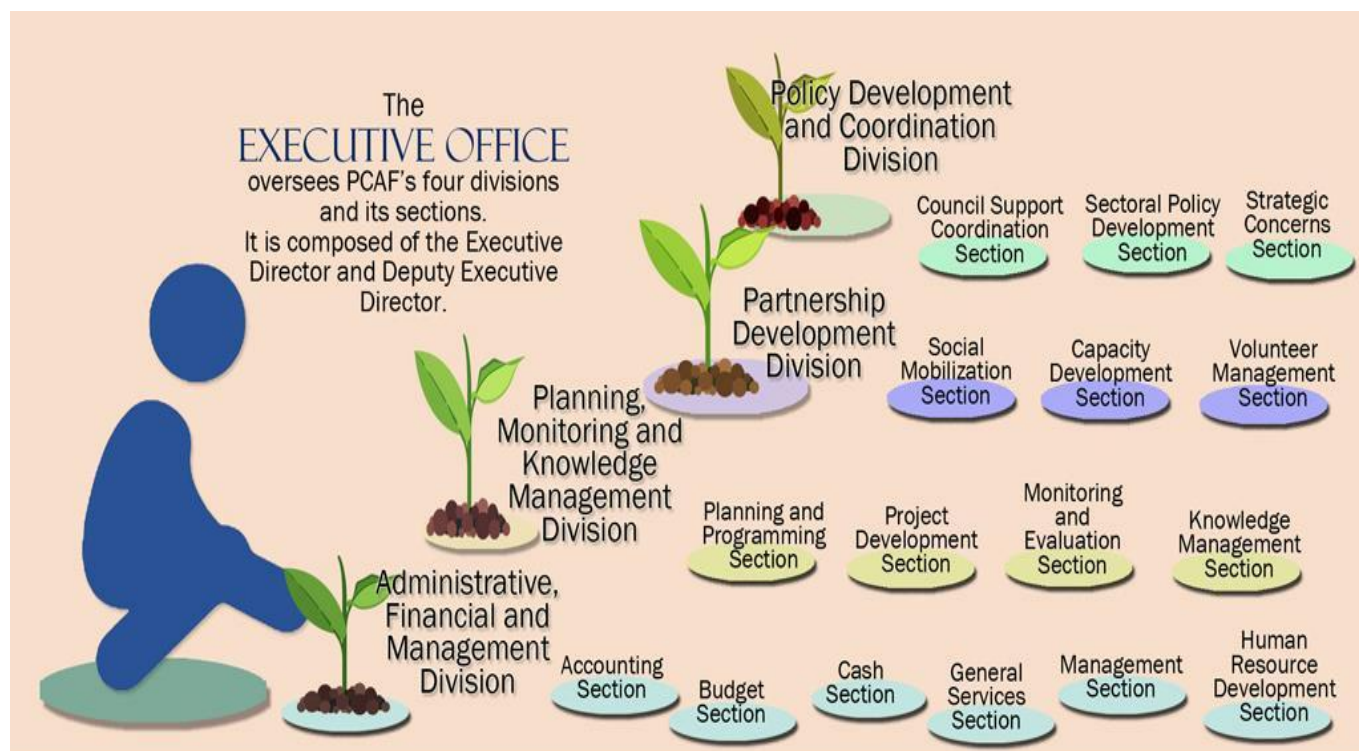 The
EXECUTIVE OFFICE
oversees PCAF's four divisions
and its sections.
It is composed of the Executive
Director and Deputy Executive
Director.
Policy Development
and Coordination
Division
Council Support
Coordination
Section
Sectoral Policy
Development
Section
Strategic
Concerns
Section
Partnership
Development
Division
Social
Mobilization
Section
Capacity
Development
Section
Volunteer
Management
Section
Planning,
Monitoring and
Knowledge
Management
Division
Planning and
Programming
Section
Project
Development
Section
Monitoring
and
Evaluation
Section
Knowledge
Management
Section
Administrative,
Financial and
Management
Division
Accounting
Section
Budget
Section
Cash
Section
General
Services
Section
Management
Section
Human
Resource
Development
Section